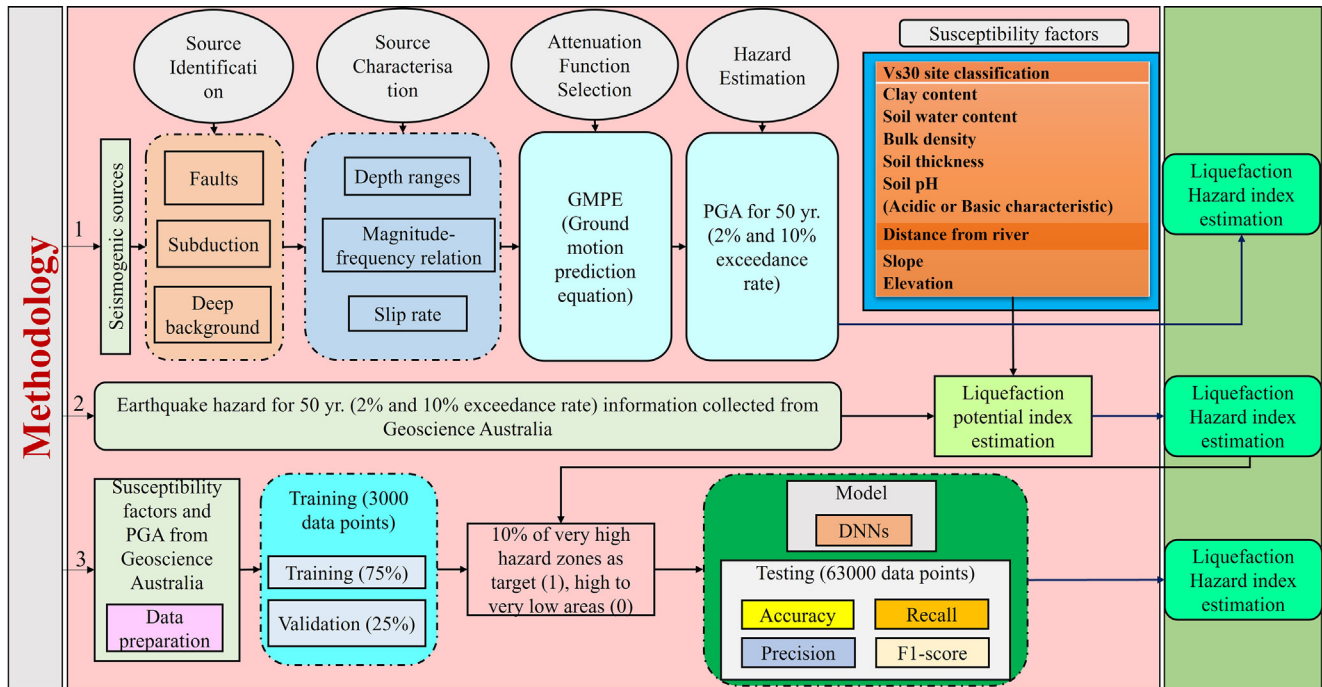 Methodology
Source
Identificati
on
Source
Characterisa
tion
Attenuation
Function
Selection
Hazard
Estimation
Susceptibility factors
1
Seismogenic sources
Faults
Subduction
Deep
background
Depth ranges
Magnitude-
frequency relation
Slip rate
GMPE
(Ground
motion
prediction
equation)
PGA for 50 yr.
(2% and 10%
exceedance
rate)
Vs30 site classification
Clay content
Soil water content
Bulk density
Soil thickness
Soil pH
(Acidic or Basic characteristic)
Distance from river
Slope
Elevation
Liquefaction
Hazard index
estimation
2
Earthquake hazard for 50 yr. (2% and 10% exceedance rate) information collected from
Geoscience Australia
Liquefaction
potential index
estimation
Liquefaction
Hazard index
estimation
3
Susceptibility
factors and
PGA from
Geoscience
Australia
Data
preparation
Training (3000
data points)
Training (75%)
Validation (25%)
10% of very high
hazard zones as
target (1), high to
very low areas (0)
Model
DNNs
Testing (63000 data points)
Accuracy
Recall
Precision
F1-score
Liquefaction
Hazard index
estimation